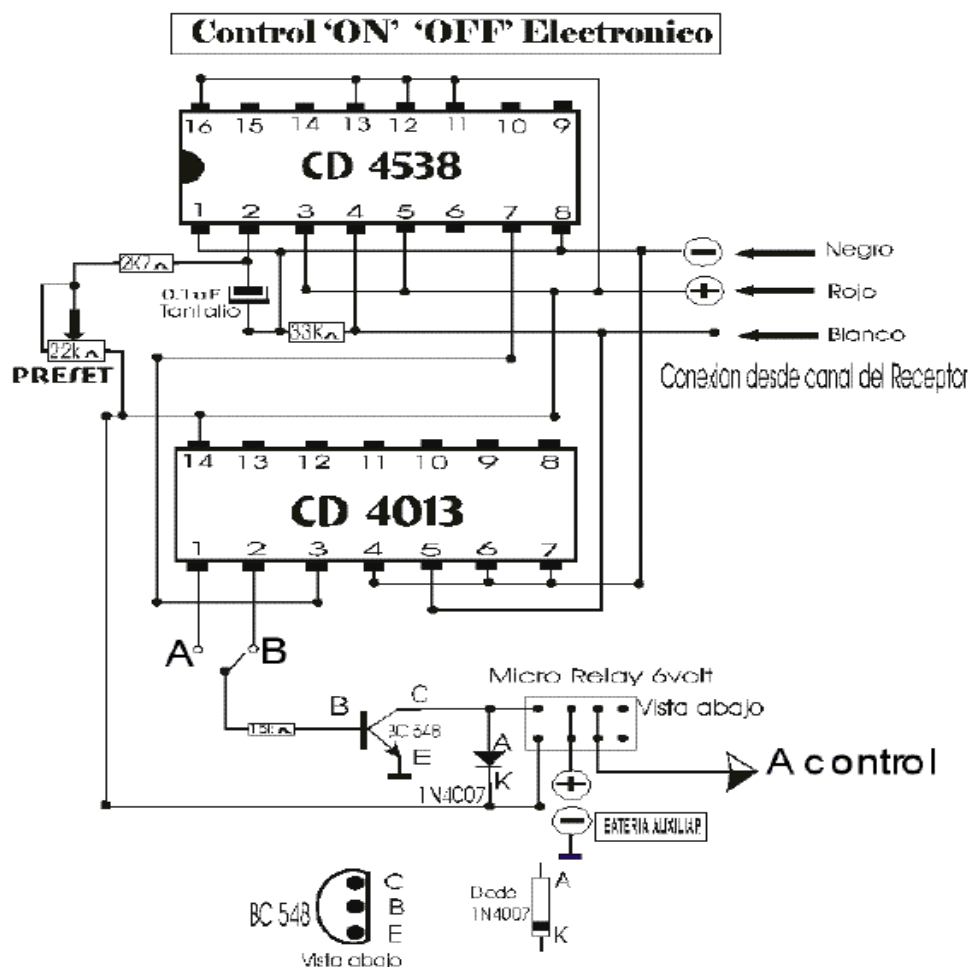 Control 'ON' 'OFF' Electronico
16 15 14 13 12 11 10 9
CD 4538
1 2 3 4 5 6 7 8
Negro
2K7
0.1uF
Tantalio
Rojo
33k
Blanco
22k
PRESET
Conexion desde canal del Receptor
14 13 12 11 10 9 8
CD 4013
1 2 3 4 5 6 7
A
B
Micro Relay 6volt
Vista abajo
C
B
BC 548
E
A
K
1N4007
A control
BATERIA AUXILIAR
C
B
E
BC 548
Vista abajo
Diodo
1N4007
A
K